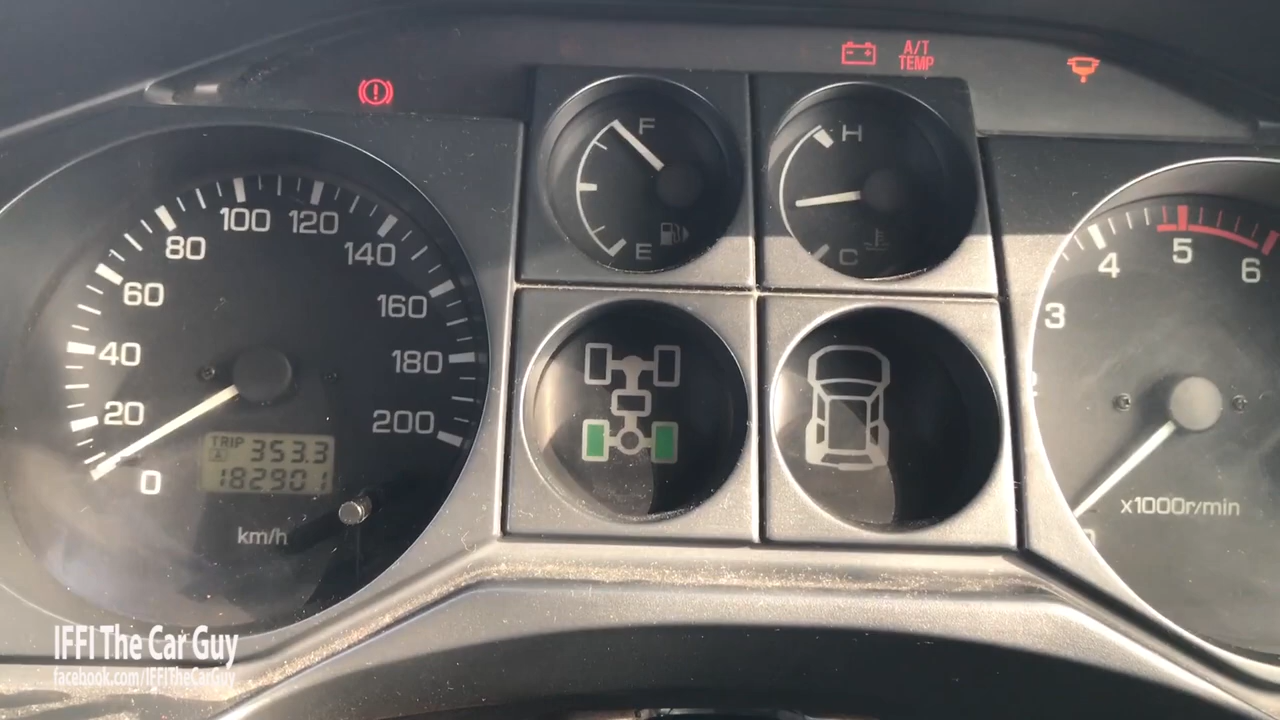 A/T
TEMP
F
E
H
C
0
20
40
60
80
100
120
140
160
180
200
TRIP
A 353.3
182901
km/h
3
4
5
6
x1000r/min
IFFI The Car Guy
facebook.com/IFFITheCarGuy